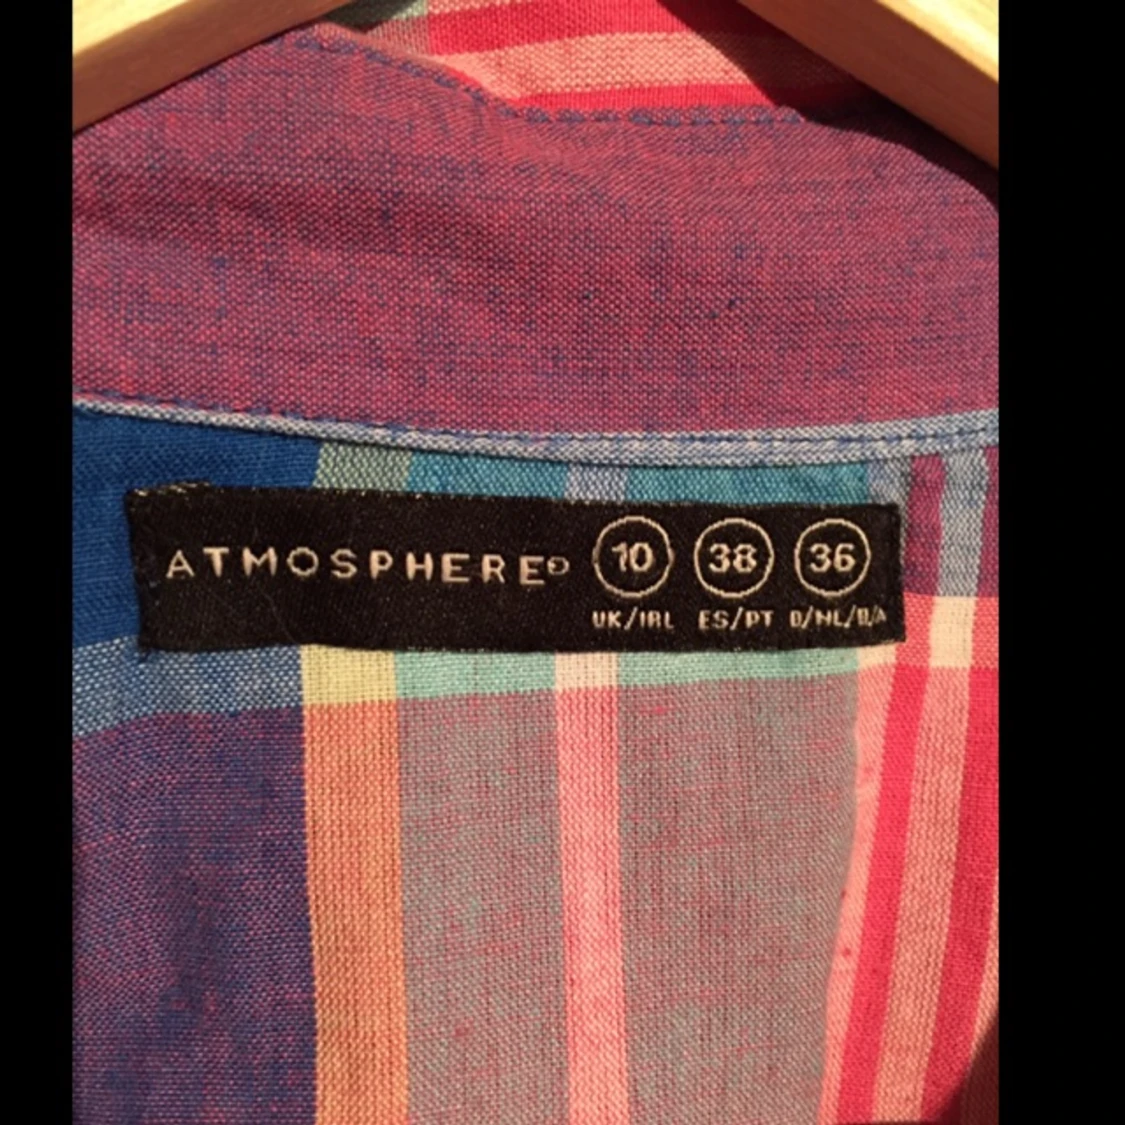 ATMOSPHERE 10 38 36
UK/IRL ES/PT D/NL/B/A